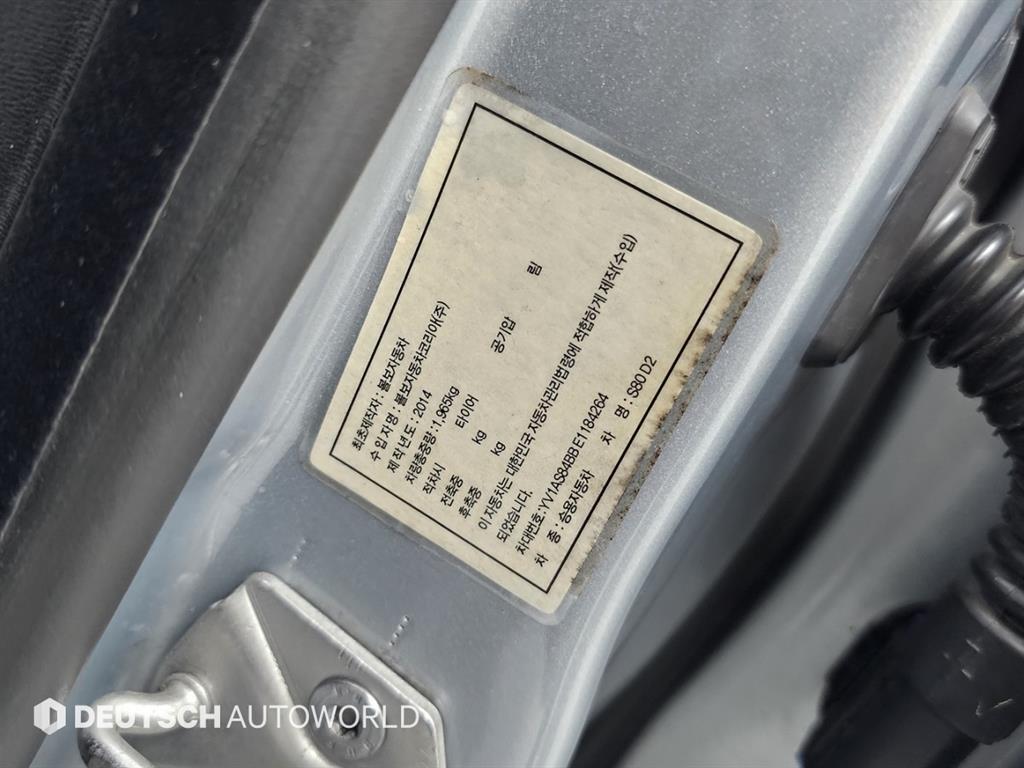 최초제작자 : 볼보자동차
수 입 자 명 : 볼보자동차코리아(주)
제 작 년 도 : 2014
차량총중량 : 1,965kg
적차시 타이어 공기압 림
전축중 kg
후축중 kg
이 자동차는 대한민국 자동차관리법령에 적합하게 제작(수입)
되었습니다.
차대번호 : YV1AS84BBE1184264
차 종 : 승용자동차 차 명 : S80 D2
DEUTSCH AUTOWORLD